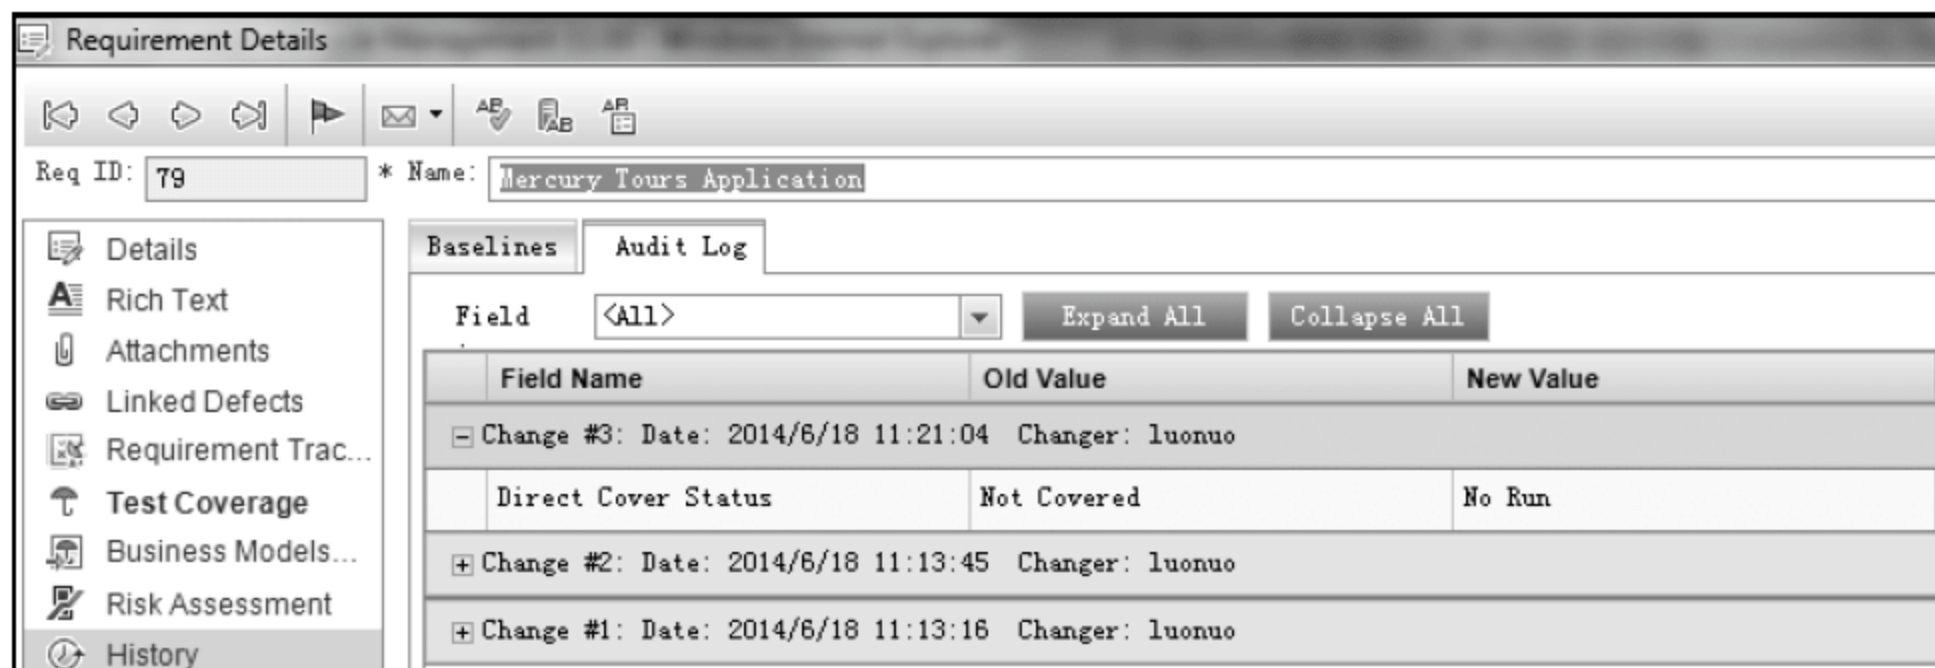 Requirement Details
Req ID: 79 * Name: Mercury Tours Application
Details
Rich Text
Attachments
Linked Defects
Requirement Trac...
Test Coverage
Business Models...
Risk Assessment
History
Baselines Audit Log
Field <All> Expand All Collapse All
Field Name Old Value New Value
Change #3: Date: 2014/6/18 11:21:04 Changer: luonuo
Direct Cover Status Not Covered No Run
Change #2: Date: 2014/6/18 11:13:45 Changer: luonuo
Change #1: Date: 2014/6/18 11:13:16 Changer: luonuo